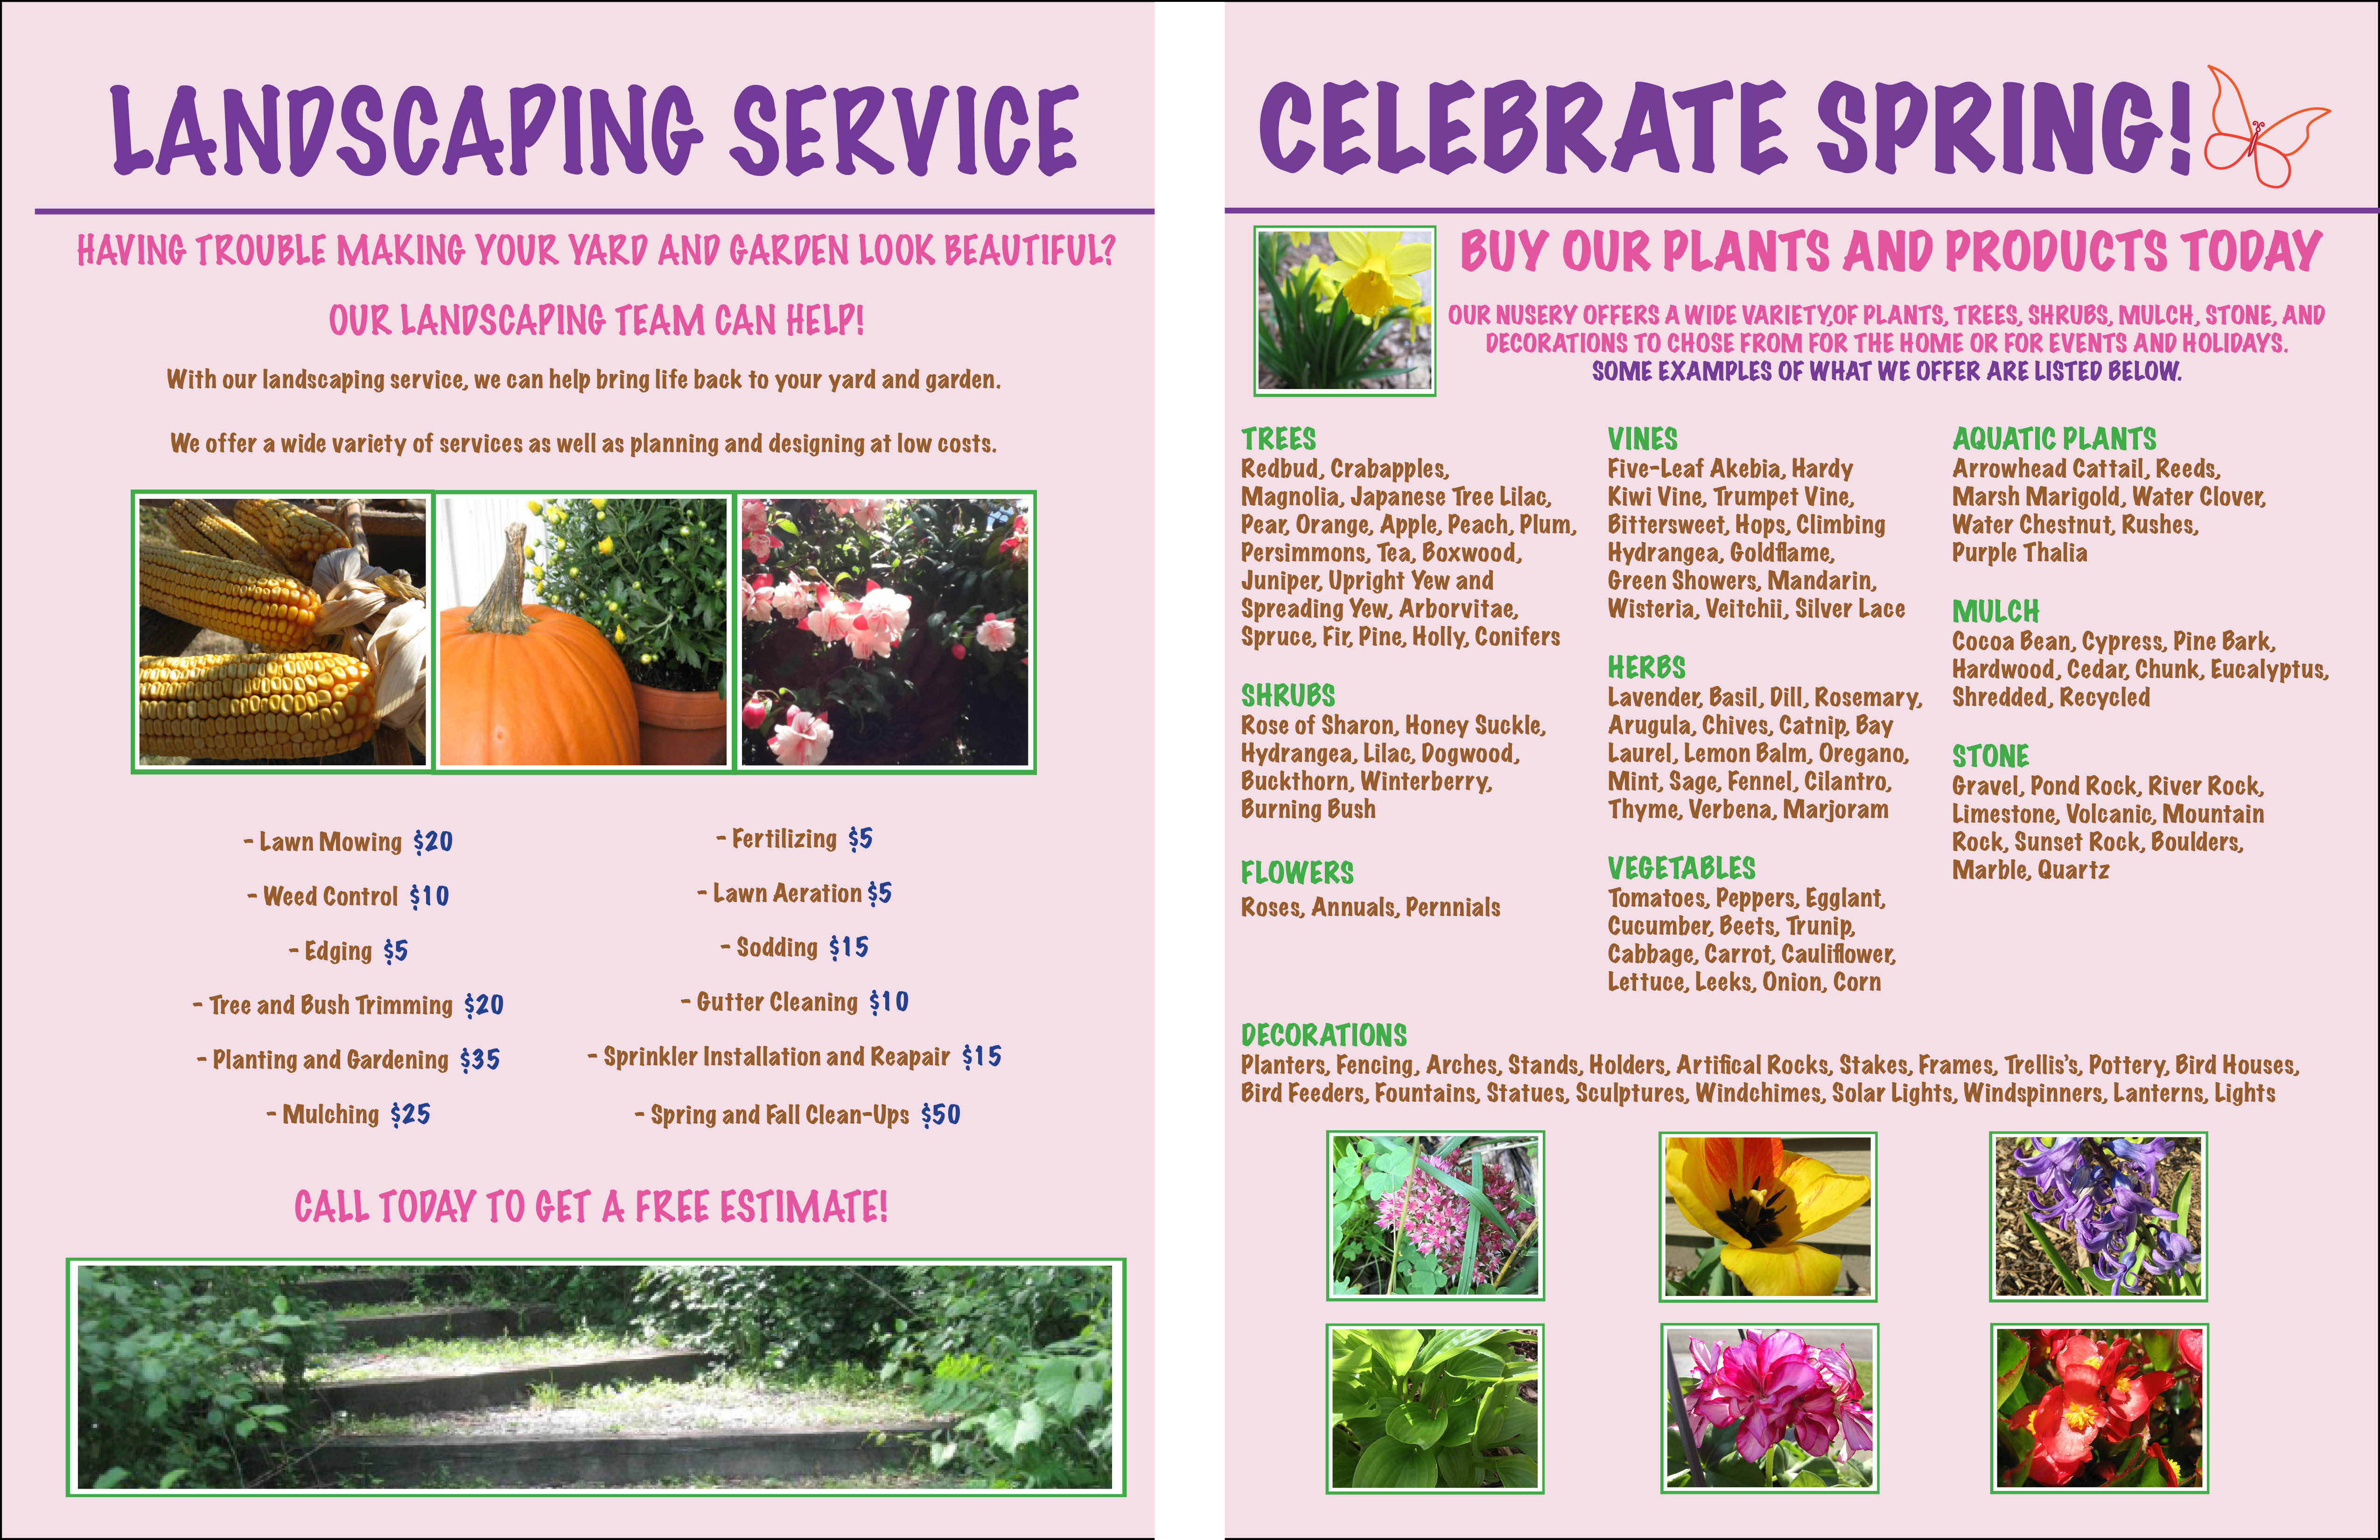 LANDSCAPING SERVICE
HAVING TROUBLE MAKING YOUR YARD AND GARDEN LOOK BEAUTIFUL?
OUR LANDSCAPING TEAM CAN HELP!
With our landscaping service, we can help bring life back to your yard and garden.
We offer a wide variety of services as well as planning and designing at low costs.
- Lawn Mowing $20
- Weed Control $10
- Edging $5
- Tree and Bush Trimming $20
- Planting and Gardening $35
- Mulching $25
- Fertilizing $5
- Lawn Aeration $5
- Sodding $15
- Gutter Cleaning $10
- Sprinkler Installation and Reapair $15
- Spring and Fall Clean-Ups $50
CALL TODAY TO GET A FREE ESTIMATE!
CELEBRATE SPRING!
BUY OUR PLANTS AND PRODUCTS TODAY
OUR NUSERY OFFERS A WIDE VARIETY,OF PLANTS, TREES, SHRUBS, MULCH, STONE, AND
DECORATIONS TO CHOSE FROM FOR THE HOME OR FOR EVENTS AND HOLIDAYS.
SOME EXAMPLES OF WHAT WE OFFER ARE LISTED BELOW.
TREES
Redbud, Crabapples,
Magnolia, Japanese Tree Lilac,
Pear, Orange, Apple, Peach, Plum,
Persimmons, Tea, Boxwood,
Juniper, Upright Yew and
Spreading Yew, Arborvitae,
Spruce, Fir, Pine, Holly, Conifers
SHRUBS
Rose of Sharon, Honey Suckle,
Hydrangea, Lilac, Dogwood,
Buckthorn, Winterberry,
Burning Bush
FLOWERS
Roses, Annuals, Pernnials
VINES
Five-Leaf Akebia, Hardy
Kiwi Vine, Trumpet Vine,
Bittersweet, Hops, Climbing
Hydrangea, Goldflame,
Green Showers, Mandarin,
Wisteria, Veitchii, Silver Lace
HERBS
Lavender, Basil, Dill, Rosemary,
Arugula, Chives, Catnip, Bay
Laurel, Lemon Balm, Oregano,
Mint, Sage, Fennel, Cilantro,
Thyme, Verbena, Marjoram
VEGETABLES
Tomatoes, Peppers, Egglant,
Cucumber, Beets, Trunip,
Cabbage, Carrot, Cauliflower,
Lettuce, Leeks, Onion, Corn
AQUATIC PLANTS
Arrowhead Cattail, Reeds,
Marsh Marigold, Water Clover,
Water Chestnut, Rushes,
Purple Thalia
MULCH
Cocoa Bean, Cypress, Pine Bark,
Hardwood, Cedar, Chunk, Eucalyptus,
Shredded, Recycled
STONE
Gravel, Pond Rock, River Rock,
Limestone, Volcanic, Mountain
Rock, Sunset Rock, Boulders,
Marble, Quartz
DECORATIONS
Planters, Fencing, Arches, Stands, Holders, Artifical Rocks, Stakes, Frames, Trellis's, Pottery, Bird Houses,
Bird Feeders, Fountains, Statues, Sculptures, Windchimes, Solar Lights, Windspinners, Lanterns, Lights